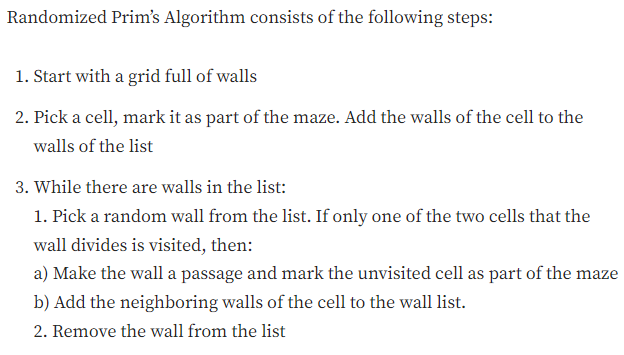 Randomized Prim's Algorithm consists of the following steps:
1. Start with a grid full of walls
2. Pick a cell, mark it as part of the maze. Add the walls of the cell to the
walls of the list
3. While there are walls in the list:
1. Pick a random wall from the list. If only one of the two cells that the
wall divides is visited, then:
a) Make the wall a passage and mark the unvisited cell as part of the maze
b) Add the neighboring walls of the cell to the wall list.
2. Remove the wall from the list